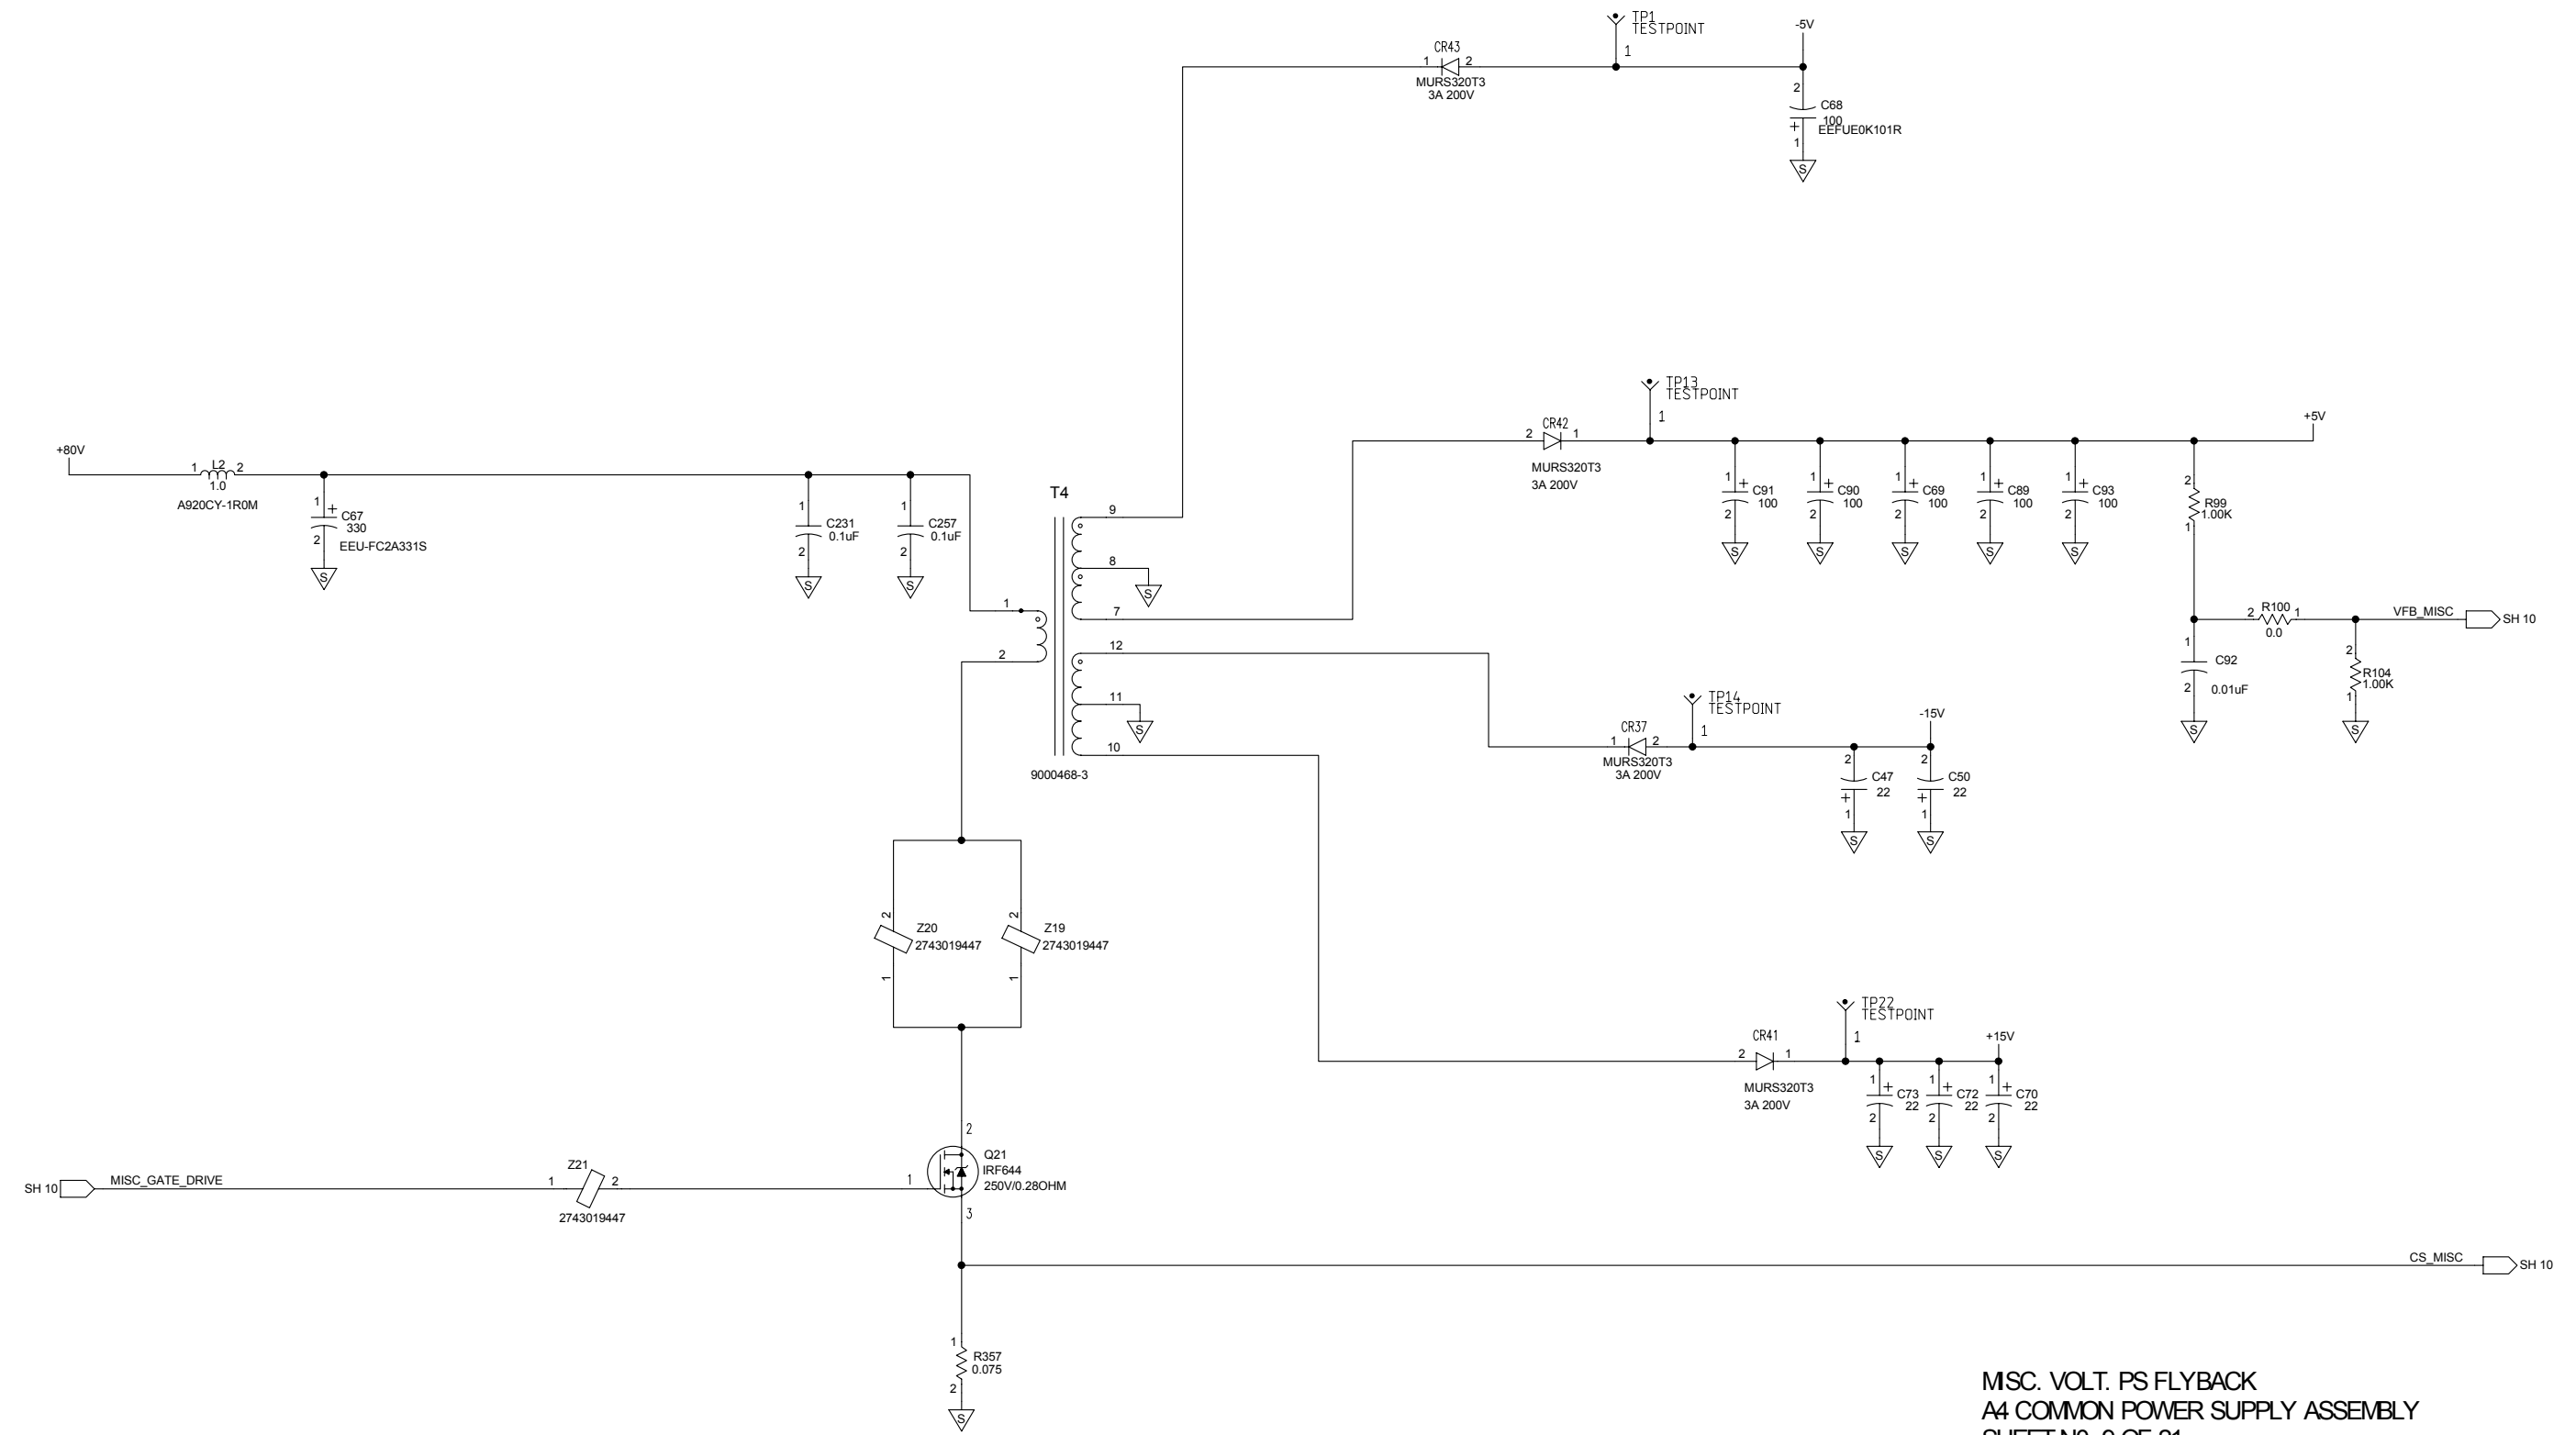 TP1
TESTPOINT
1
-5V
CR43
1 2
MURS320T3
3A 200V
2
C68
100
+
EEFUE0K101R
1
S
TP13
TESTPOINT
1
+5V
CR42
2 1
MURS320T3
3A 200V
1 + C91 100 2 S
1 + C90 100 2 S
1 + C69 100 2 S
1 + C89 100 2 S
1 + C93 100 2 S
2
R99
1.00K
1
+80V
1 L2 2
1.0
A920CY-1R0M
1 +
C67
330
2
EEU-FC2A331S
S
1
C231
0.1uF
2
S
1
C257
0.1uF
2
S
T4
9
8
S
7
1
2
12
11
S
10
9000468-3
2 R100 1
0.0
VFB_MISC
SH 10
1
C92
2
0.01uF
S
2
R104
1.00K
1
S
TP14
TESTPOINT
1
-15V
CR37
1 2
MURS320T3
3A 200V
2 C47 22 + 1 S
2 C50 22 + 1 S
2
Z20
2743019447
1
2
Z19
2743019447
1
TP22
TESTPOINT
1
+15V
CR41
2 1
MURS320T3
3A 200V
1 + C73 22 2 S
1 + C72 22 2 S
1 + C70 22 2 S
2
Q21
IRF644
250V/0.28OHM
1
3
SH 10
MISC_GATE_DRIVE
Z21
1 2
2743019447
CS_MISC
SH 10
1
R357
0.075
2
S
MISC. VOLT. PS FLYBACK
A4 COMMON POWER SUPPLY ASSEMBLY